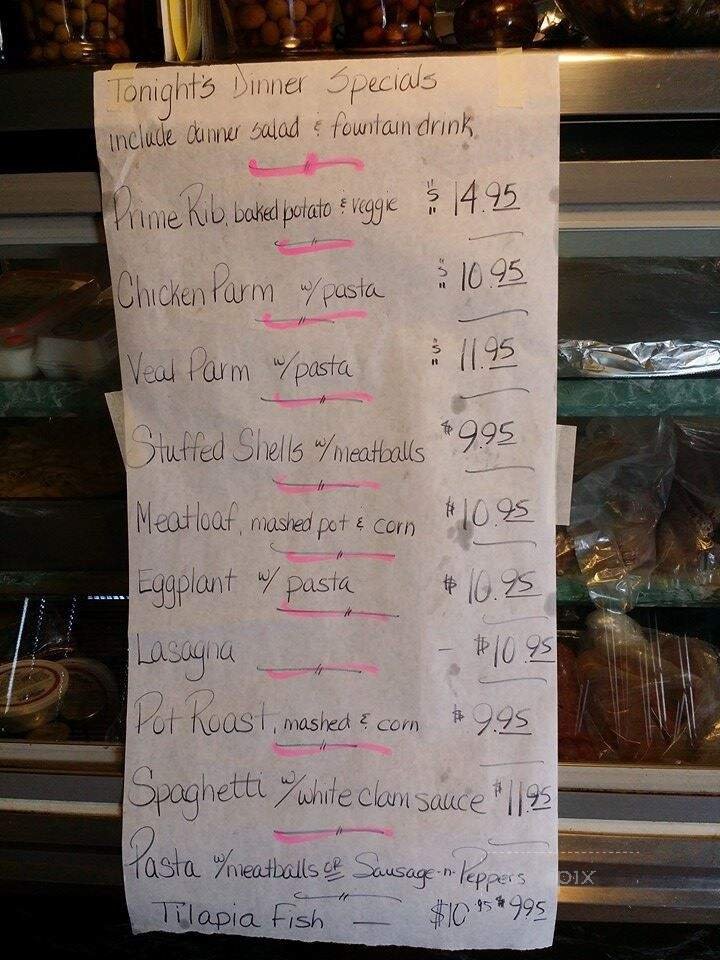 Tonight's Dinner Specials
include dinner salad & fountain drink
Prime Rib, baked potato & veggie $14.95
Chicken Parm w/pasta $10.95
Veal Parm w/pasta $11.95
Stuffed Shells w/meatballs $9.95
Meatloaf, mashed pot & corn $10.95
Eggplant w/ pasta $10.95
Lasagna - $10.95
Pot Roast, mashed & corn $9.95
Spaghetti w/white clam sauce $11.95
Pasta w/meatballs or Sausage-n-Peppers
Tilapia Fish — $10.95 $9.95